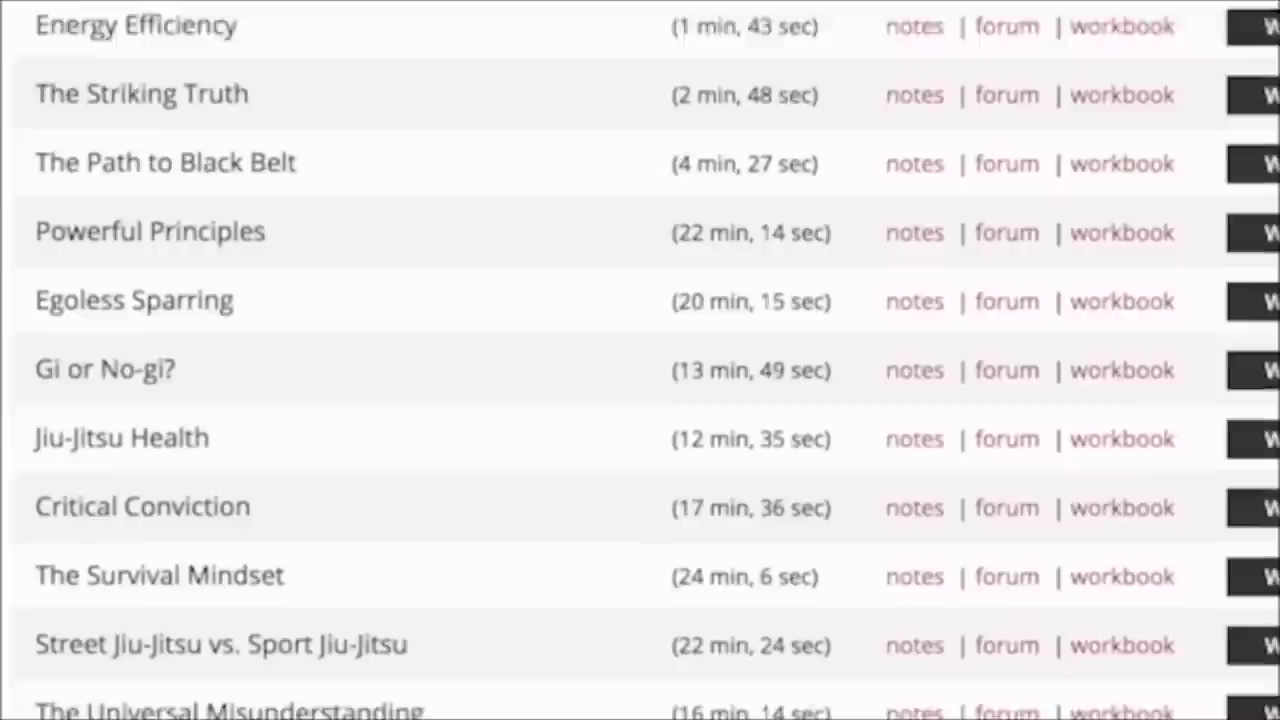 Energy Efficiency (1 min, 43 sec) notes | forum | workbook W
The Striking Truth (2 min, 48 sec) notes | forum | workbook W
The Path to Black Belt (4 min, 27 sec) notes | forum | workbook W
Powerful Principles (22 min, 14 sec) notes | forum | workbook W
Egoless Sparring (20 min, 15 sec) notes | forum | workbook W
Gi or No-gi? (13 min, 49 sec) notes | forum | workbook W
Jiu-Jitsu Health (12 min, 35 sec) notes | forum | workbook W
Critical Conviction (17 min, 36 sec) notes | forum | workbook W
The Survival Mindset (24 min, 6 sec) notes | forum | workbook W
Street Jiu-Jitsu vs. Sport Jiu-Jitsu (22 min, 24 sec) notes | forum | workbook W
The Universal Misunderstanding (16 min, 14 sec) notes | forum | workbook W